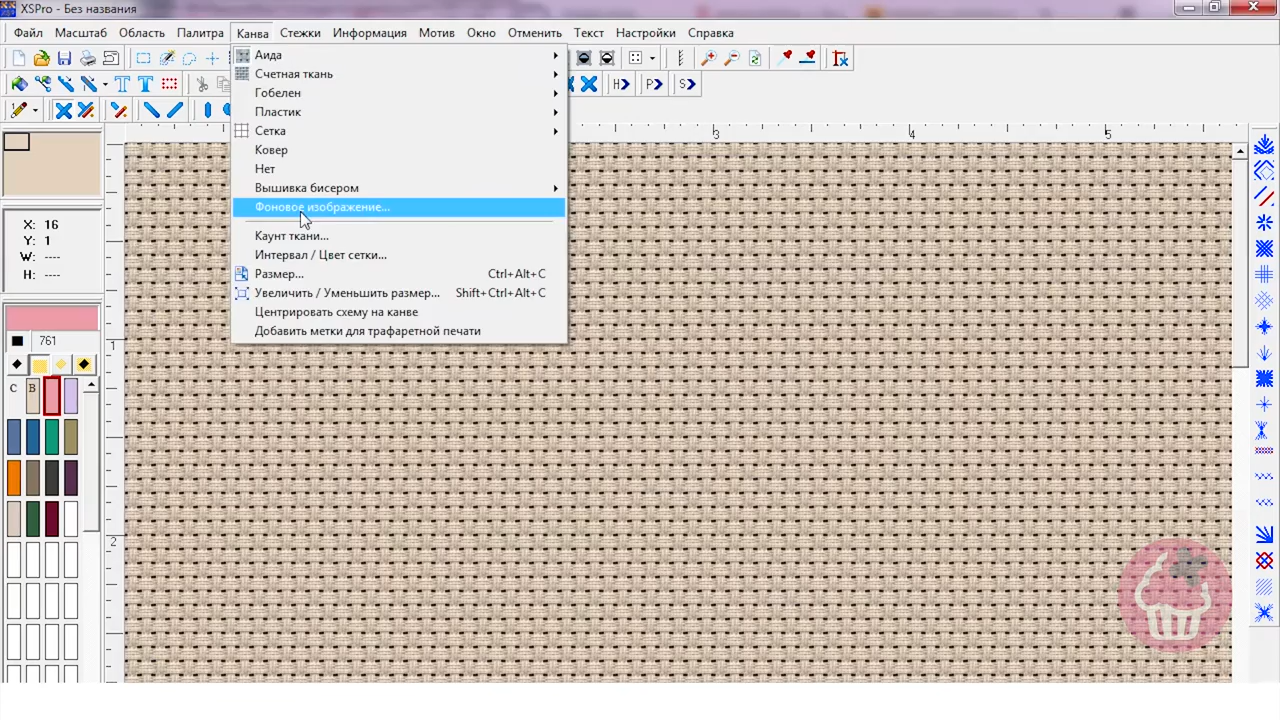 XSPro - Без названия
Файл Масштаб Область Палитра Канва Стежки Информация Мотив Окно Отменить Текст Настройки Справка
Аида
Счетная ткань
Гобелен
Пластик
Сетка
Ковер
Нет
Вышивка бисером
Фоновое изображение...
Каунт ткани...
Интервал / Цвет сетки...
Размер... Ctrl+Alt+C
Увеличить / Уменьшить размер... Shift+Ctrl+Alt+C
Центрировать схему на канве
Добавить метки для трафаретной печати
H P S
3 4 5
X: 16
Y: 1
W: ----
H: ----
1
761
C B
2